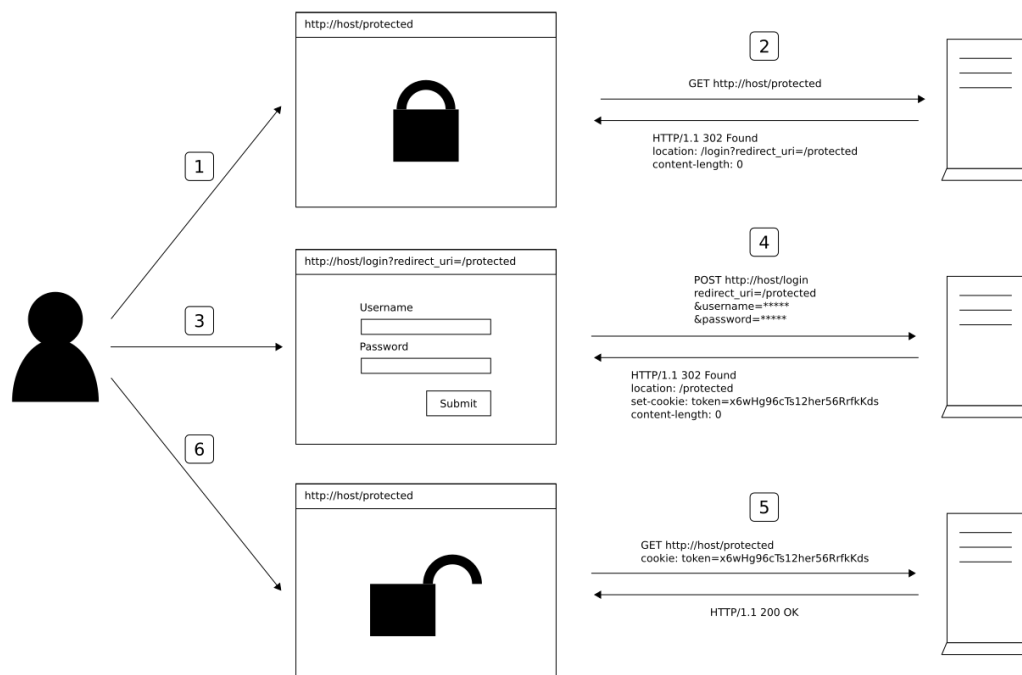 http://host/protected
2
GET http://host/protected
HTTP/1.1 302 Found
location: /login?redirect_uri=/protected
content-length: 0
1
http://host/login?redirect_uri=/protected
4
POST http://host/login
redirect_uri=/protected
&username=*****
&password=*****
Username
3
Password
HTTP/1.1 302 Found
location: /protected
set-cookie: token=x6wHg96cTs12her56RrfkKds
content-length: 0
Submit
6
http://host/protected
5
GET http://host/protected
cookie: token=x6wHg96cTs12her56RrfkKds
HTTP/1.1 200 OK